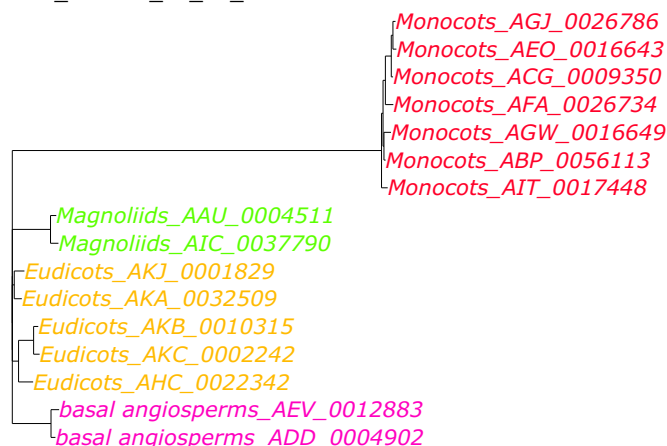 Monocots_AGJ_0026786
Monocots_AEO_0016643
Monocots_ACG_0009350
Monocots_AFA_0026734
Monocots_AGW_0016649
Monocots_ABP_0056113
Monocots_AIT_0017448
Magnoliids_AAU_0004511
Magnoliids_AIC_0037790
Eudicots_AKJ_0001829
Eudicots_AKA_0032509
Eudicots_AKB_0010315
Eudicots_AKC_0002242
Eudicots_AHC_0022342
basal angiosperms_AEV_0012883
basal angiosperms_ADD_0004902